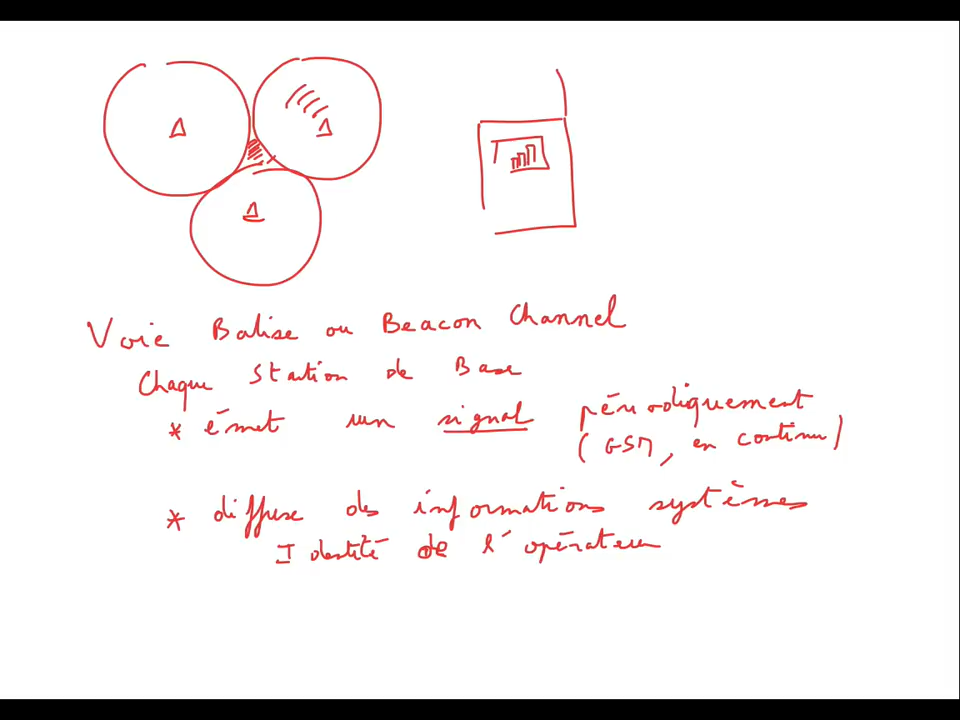 Voie Balise ou Beacon Channel
Chaque Station de Base
* émet un signal périodiquement
(GSM, en continu)
* diffuse des informations systèmes
Identité de l'opérateur